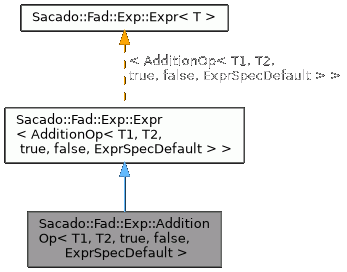 Sacado::Fad::Exp::Expr< T >
< AdditionOp< T1, T2,
true, false, ExprSpecDefault > >
Sacado::Fad::Exp::Expr
< AdditionOp< T1, T2,
true, false, ExprSpecDefault > >
Sacado::Fad::Exp::Addition
Op< T1, T2, true, false,
ExprSpecDefault >